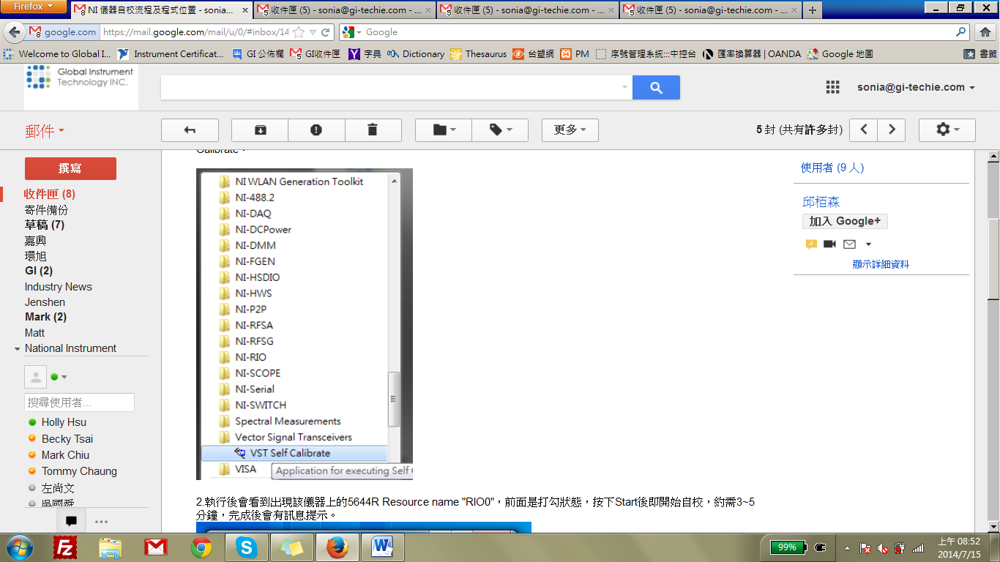 Firefox
NI 儀器自校流程及程式位置 - sonia...
收件匣 (5) - sonia@gi-techie.com - ...
收件匣 (5) - sonia@gi-techie.com - ...
收件匣 (5) - sonia@gi-techie.com - ...
google.com
https://mail.google.com/mail/u/0/#inbox/14
Google
Welcome to Global I...
Instrument Certificat...
GI 公佈欄
GI收件匣
字典
Dictionary
Thesaurus
台塑網
PM
序號管理系統:::中控台
匯率換算器 | OANDA
Google 地圖
書籤
Global Instrument
Technology INC.
sonia@gi-techie.com
郵件
更多
5 封 (共有許多封)
撰寫
收件匣 (8)
寄件備份
草稿 (7)
嘉興
環旭
GI (2)
Industry News
Jenshen
Mark (2)
Matt
National Instrument
搜尋使用者...
Holly Hsu
Becky Tsai
Mark Chiu
Tommy Chaung
左尚文
吳國舜
Calibrate。
NI WLAN Generation Toolkit
NI-488.2
NI-DAQ
NI-DCPower
NI-DMM
NI-FGEN
NI-HSDIO
NI-HWS
NI-P2P
NI-RFSA
NI-RFSG
NI-RIO
NI-SCOPE
NI-Serial
NI-SWITCH
Spectral Measurements
Vector Signal Transceivers
VST Self Calibrate
VISA
Application for executing Self
2.執行後會看到出現該儀器上的5644R Resource name "RIO0"，前面是打勾狀態，按下Start後即開始自校，約需3~5
分鐘，完成後會有訊息提示。
使用者 (9 人)
邱栢森
加入 Google+
顯示詳細資料
99%
上午 08:52
2014/7/15